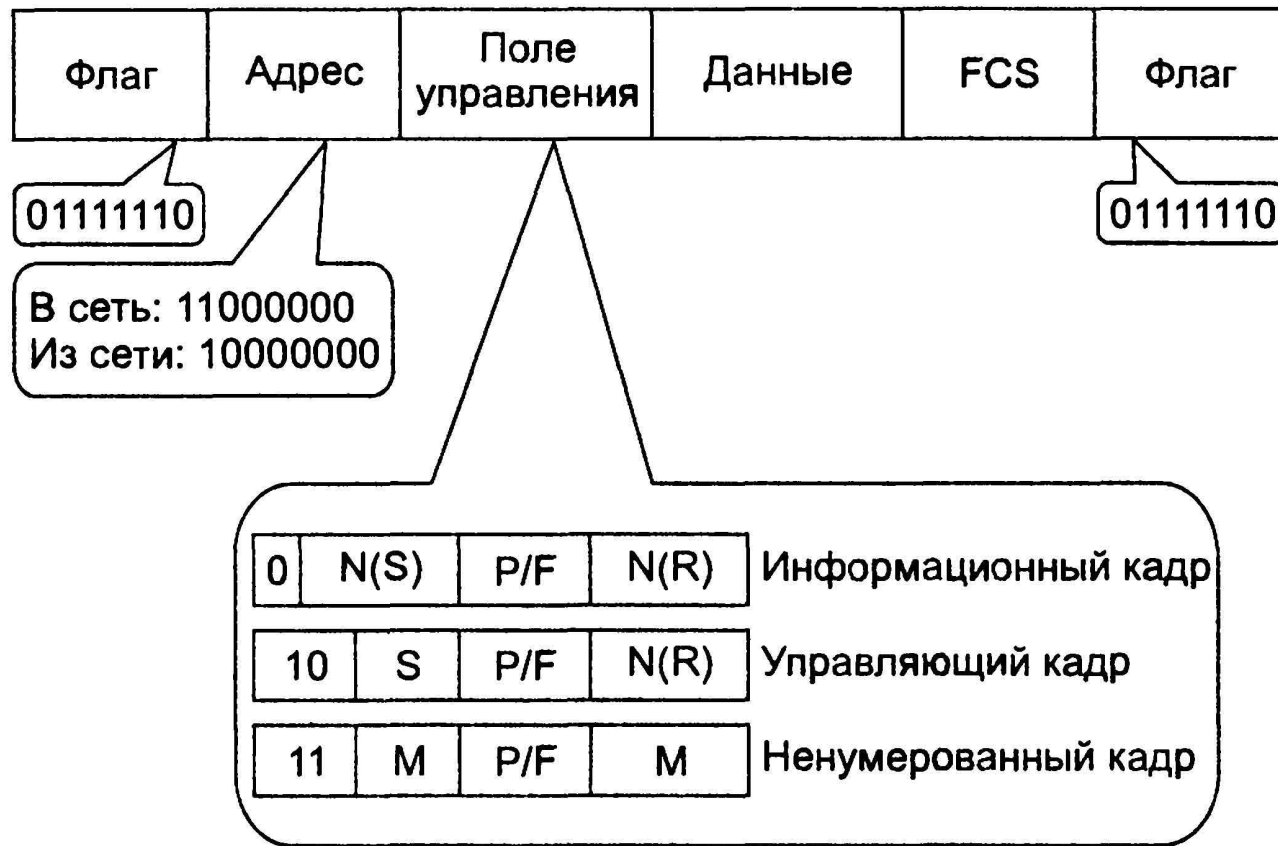 Флаг Адрес Поле управления Данные FCS Флаг
01111110 01111110
В сеть: 11000000
Из сети: 10000000
0 N(S) P/F N(R) Информационный кадр
10 S P/F N(R) Управляющий кадр
11 M P/F M Ненумерованный кадр